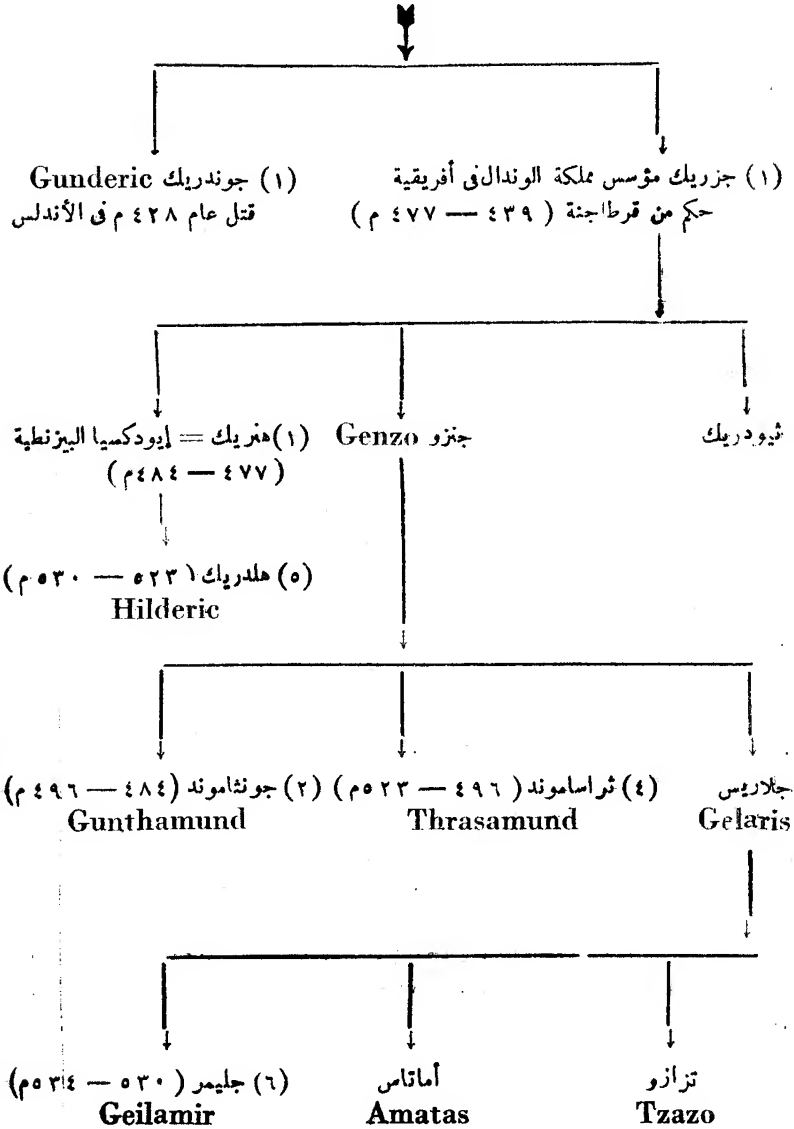 (١) جزريك مؤسس مملكة الوندال فى أفريقية
حكم من قرطاجنة ( ٤٣٩ — ٤٧٧ م )
(١) جوندريك Gunderic
قتل عام ٤٢٨ م فى الأندلس
ثيودريك
جنزو Genzo
(١) هنريك = إيودكسيا البيزنطية
( ٤٧٧ — ٤٨٤ م )
(٥) هلدريك ( ٥٢٣ — ٥٣٠ م )
Hilderic
جلاريس
Gelaris
(٤) ثراساموند ( ٤٩٦ — ٥٢٣ م )
Thrasamund
(٢) جونثاموند (٤٨٤ — ٤٩٦ م)
Gunthamund
تزازو
Tzazo
أماتاس
Amatas
(٦) جليمر ( ٥٣٠ — ٥٣٤ م)
Geilamir